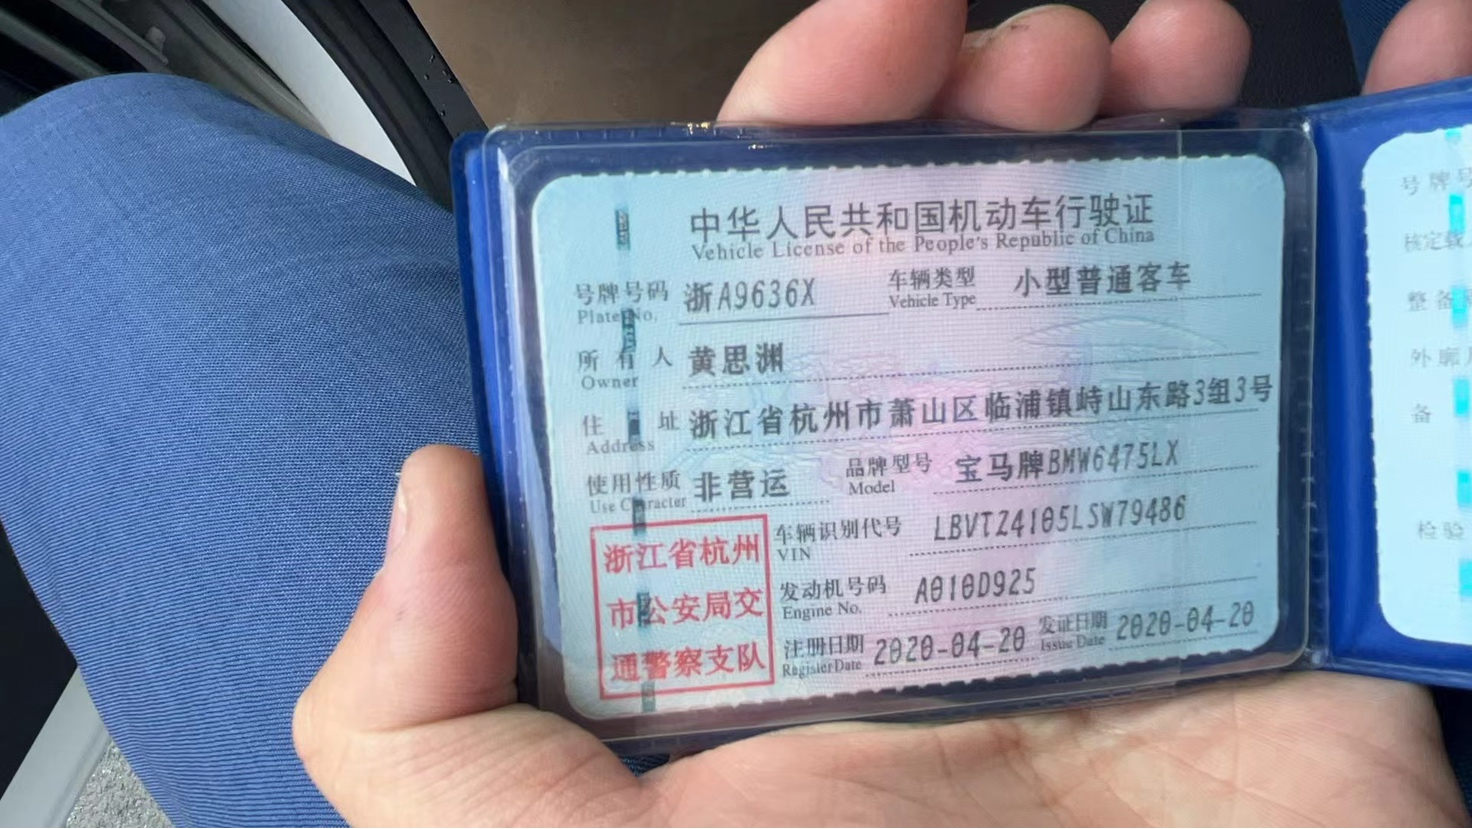 中华人民共和国机动车行驶证
Vehicle License of the People's Republic of China
号牌号码 浙A9636X 车辆类型 小型普通客车
Plate No. Vehicle Type
所有人 黄思渊
Owner
住址 浙江省杭州市萧山区临浦镇峙山东路3组3号
Address
使用性质 非营运 品牌型号 宝马牌BMW6475LX
Use Character Model
浙江省杭州
市公安局交
通警察支队
车辆识别代号 LBVTZ4105LSW79486
VIN
发动机号码 A010D925
Engine No.
注册日期 2020-04-20 发证日期 2020-04-20
Register Date Issue Date
号牌号
核定载
整备
外廓
备
检验